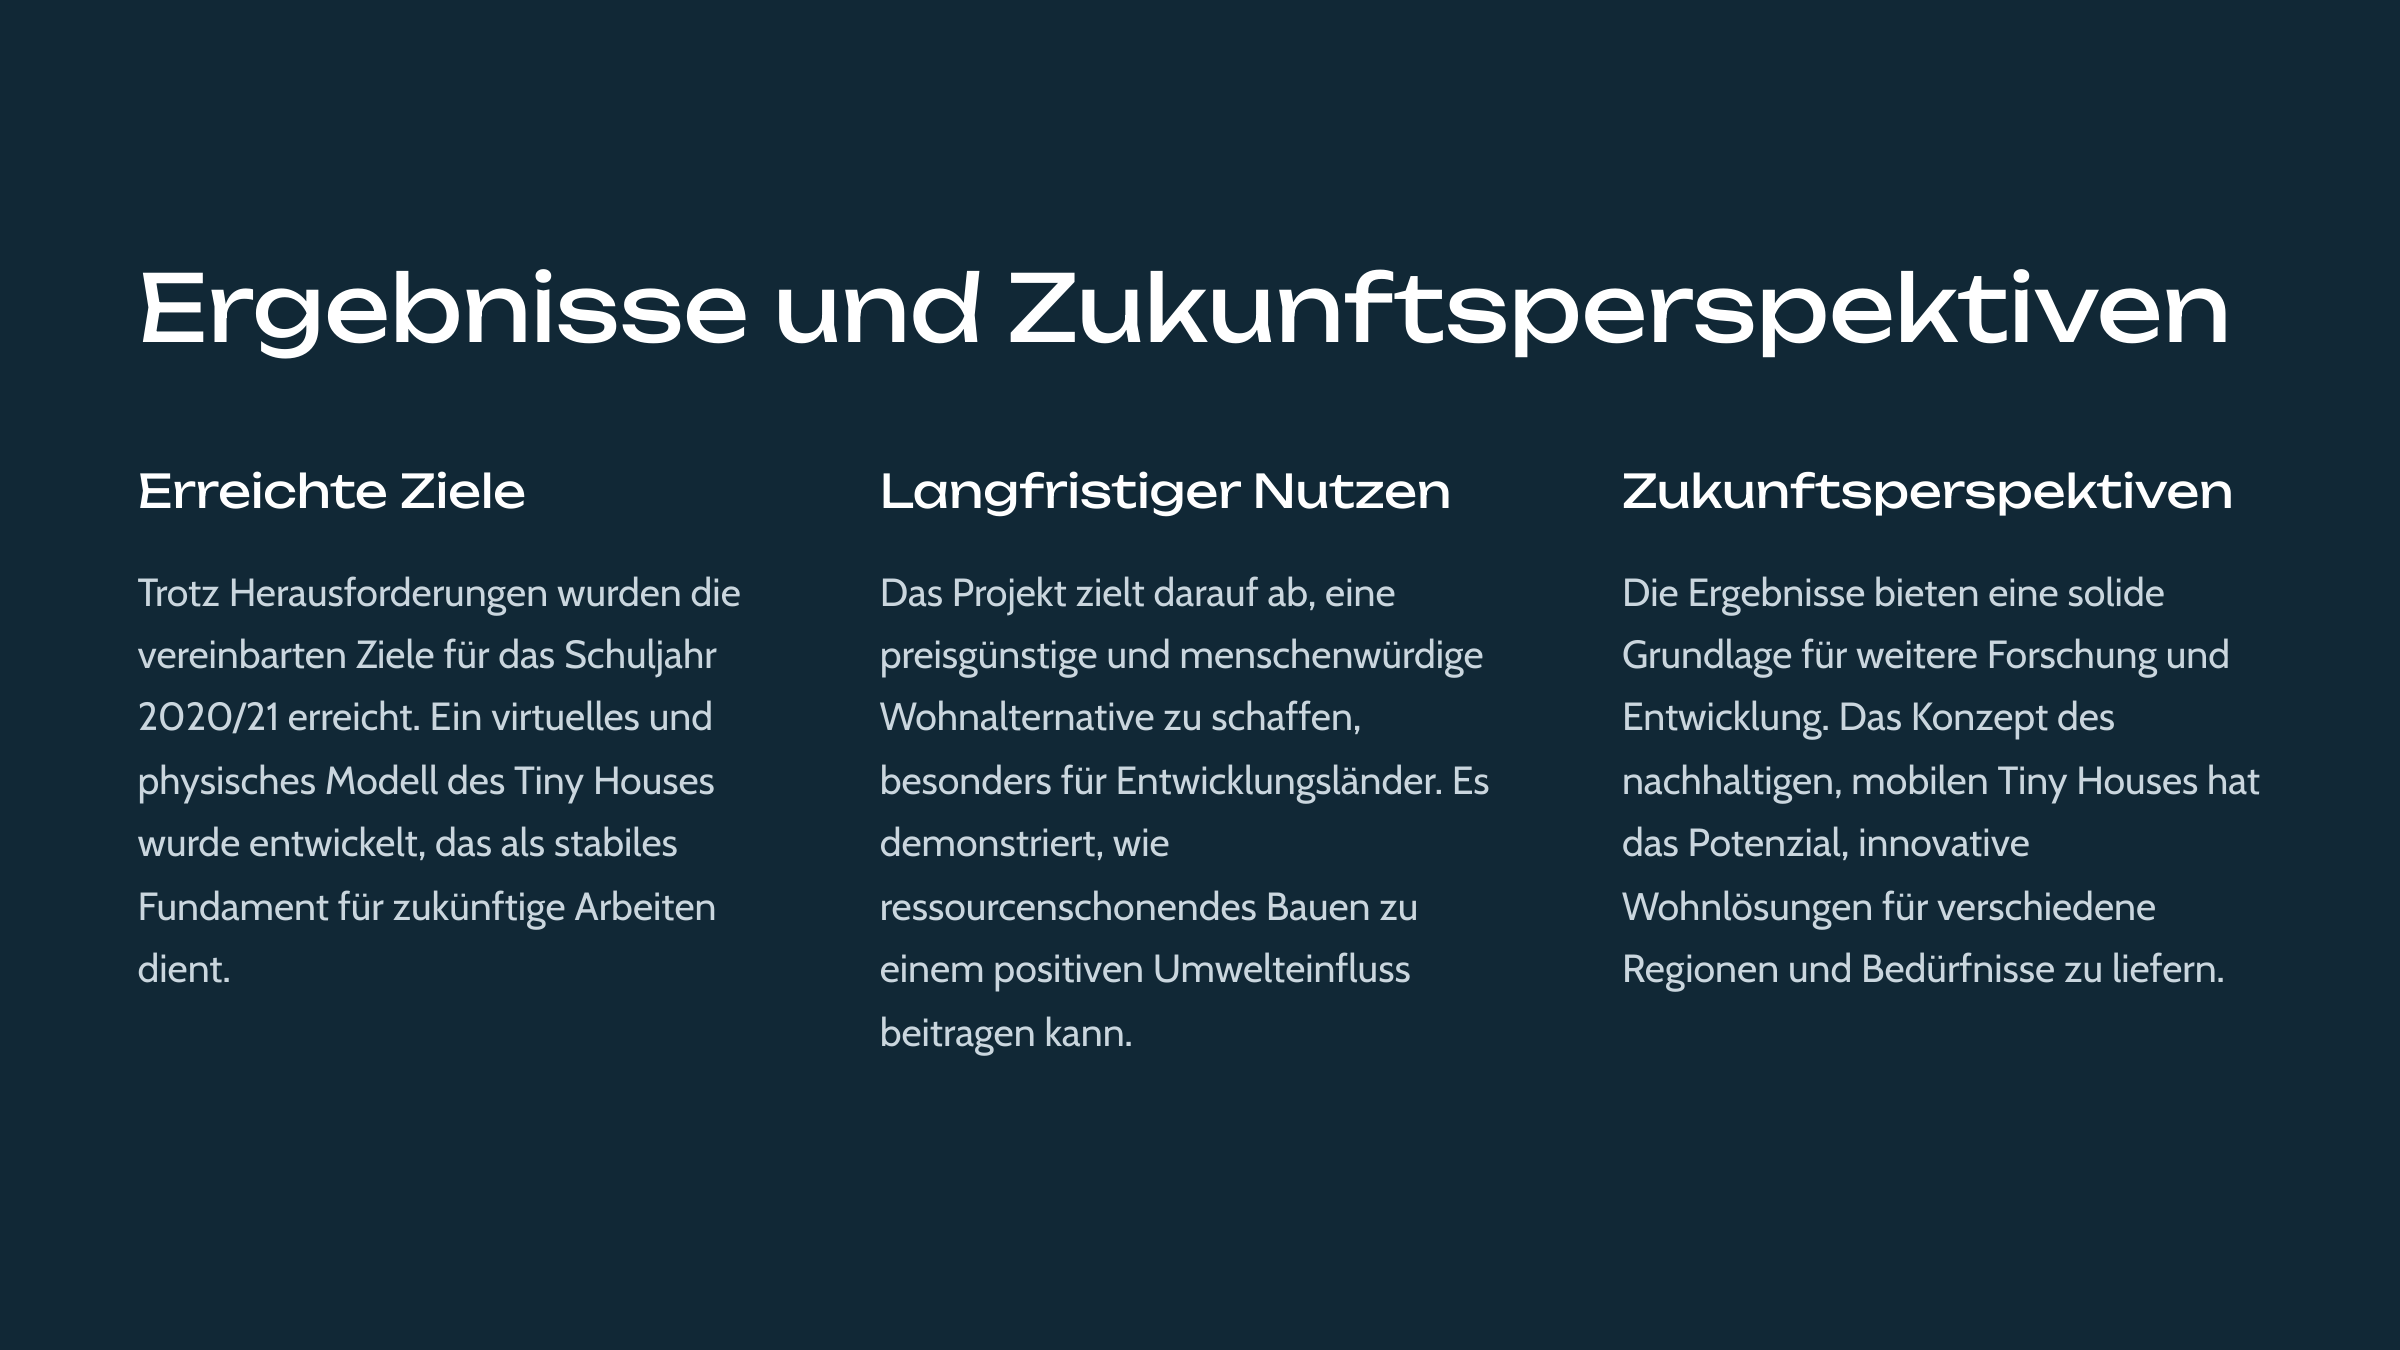 Ergebnisse und Zukunftsperspektiven
Erreichte Ziele
Trotz Herausforderungen wurden die
vereinbarten Ziele für das Schuljahr
2020/21 erreicht. Ein virtuelles und
physisches Modell des Tiny Houses
wurde entwickelt, das als stabiles
Fundament für zukünftige Arbeiten
dient.
Langfristiger Nutzen
Das Projekt zielt darauf ab, eine
preisgünstige und menschenwürdige
Wohnalternative zu schaffen,
besonders für Entwicklungsländer. Es
demonstriert, wie
ressourcenschonendes Bauen zu
einem positiven Umwelteinfluss
beitragen kann.
Zukunftsperspektiven
Die Ergebnisse bieten eine solide
Grundlage für weitere Forschung und
Entwicklung. Das Konzept des
nachhaltigen, mobilen Tiny Houses hat
das Potenzial, innovative
Wohnlösungen für verschiedene
Regionen und Bedürfnisse zu liefern.